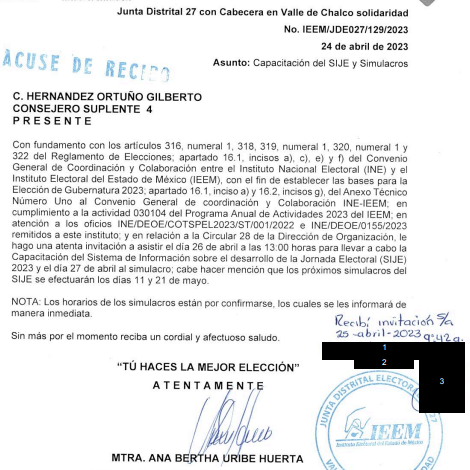 Junta Distrital 27 con Cabecera en Valle de Chalco solidaridad
No. IEEM/JDE027/129/2023
24 de abril de 2023
Asunto: Capacitación del SIJE y Simulacros
ACUSE DE RECIBO
C. HERNANDEZ ORTUÑO GILBERTO
CONSEJERO SUPLENTE 4
P R E S E N T E
Con fundamento con los artículos 316, numeral 1, 318, 319, numeral 1, 320, numeral 1 y
322 del Reglamento de Elecciones; apartado 16.1, incisos a), c), e) y f) del Convenio
General de Coordinación y Colaboración entre el Instituto Nacional Electoral (INE) y el
Instituto Electoral del Estado de México (IEEM), con el fin de establecer las bases para la
Elección de Gubernatura 2023; apartado 16.1, inciso a) y 16.2, incisos g), del Anexo Técnico
Número Uno al Convenio General de coordinación y Colaboración INE-IEEM; en
cumplimiento a la actividad 030104 del Programa Anual de Actividades 2023 del IEEM; en
atención a los oficios INE/DEOE/COTSPEL2023/ST/001/2022 e INE/DEOE/0155/2023
remitidos a este instituto; y en relación a la Circular 28 de la Dirección de Organización, le
hago una atenta invitación a asistir el día 26 de abril a las 13:00 horas para llevar a cabo la
Capacitación del Sistema de Información sobre el desarrollo de la Jornada Electoral (SIJE)
2023 y el día 27 de abril al simulacro; cabe hacer mención que los próximos simulacros del
SIJE se efectuarán los días 11 y 21 de mayo.
NOTA: Los horarios de los simulacros están por confirmarse, los cuales se les informará de
manera inmediata.
Recibí invitación S/a
25-abril-2023 9:42a.
Sin más por el momento reciba un cordial y afectuoso saludo.
1
2
3
"TÚ HACES LA MEJOR ELECCIÓN"
A T E N T A M E N T E
JUNTA DISTRITAL ELECTORAL 27
IEEM
Instituto Electoral del Estado de México
MTRA. ANA BERTHA URIBE HUERTA